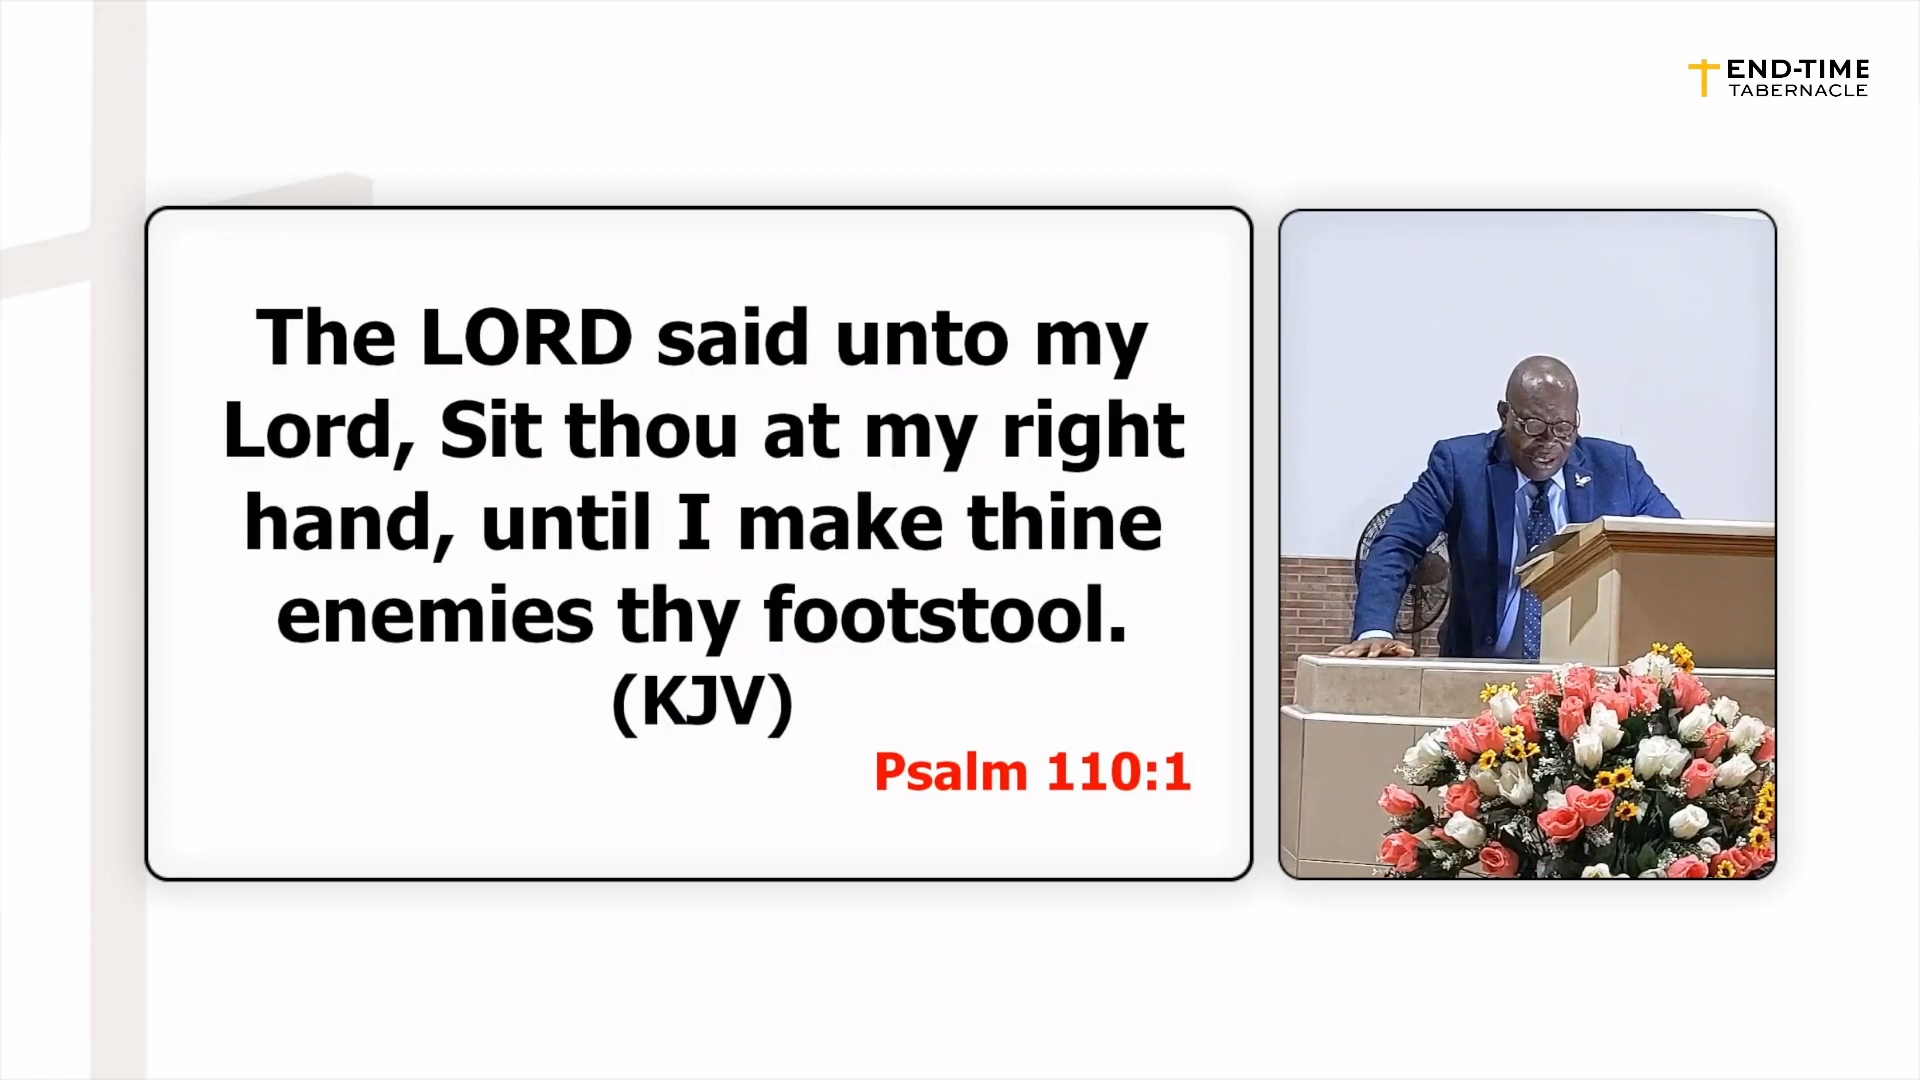 END-TIME
TABERNACLE
The LORD said unto my
Lord, Sit thou at my right
hand, until I make thine
enemies thy footstool.
(KJV)
Psalm 110:1